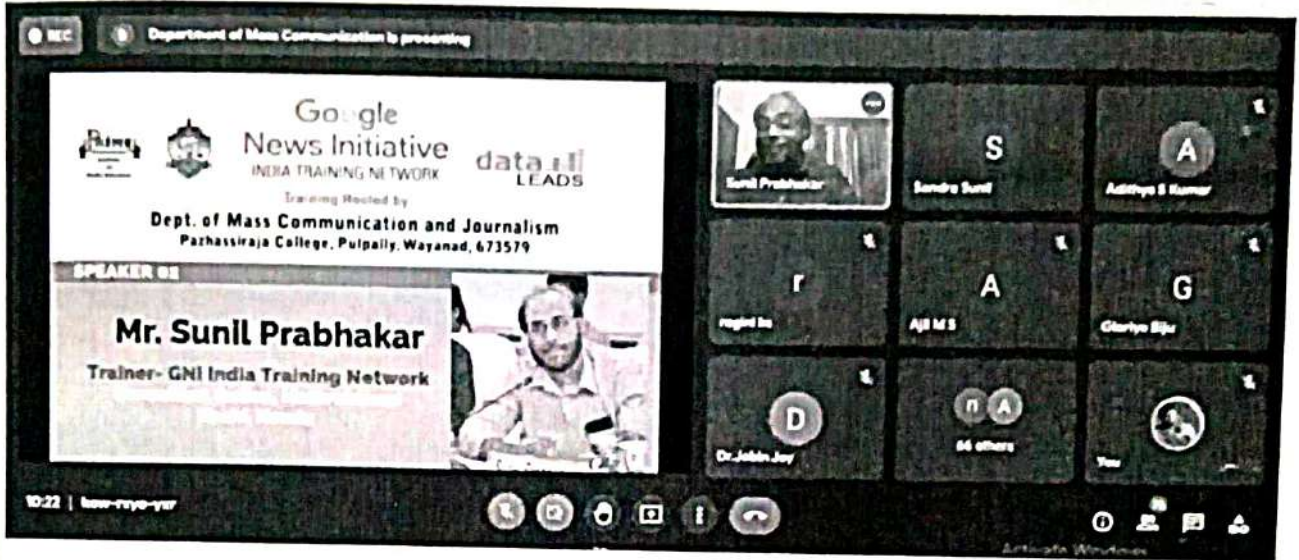 REC
Department of Mass Communication is presenting
Google
News Initiative
INDIA TRAINING NETWORK
data
LEADS
Training Hosted by
Dept. of Mass Communication and Journalism
Pazhassiraja College, Pulpally, Wayanad, 673579
SPEAKER
Mr. Sunil Prabhakar
Trainer- GNI India Training Network
Sunil Prabhakar
S
Sandra Sunil
A
Adithya S Kumar
r
A
Ajil M S
G
Gloriya Biju
D
Dr.Jobin Joy
n A
66 others
You
10:22
Activate Windows